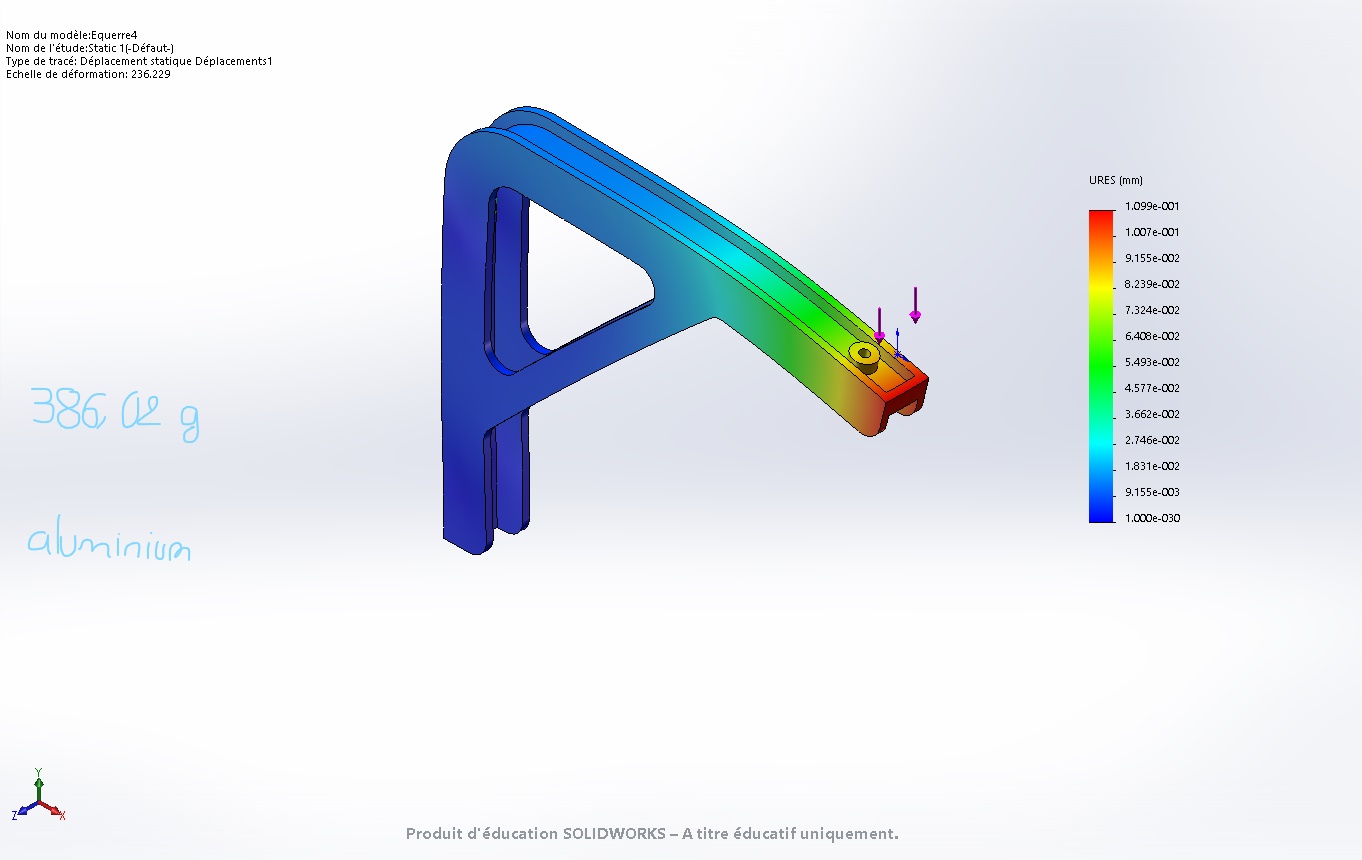 Nom du modèle:Equerre4
Nom de l'étude:Static 1(-Défaut-)
Type de tracé: Déplacement statique Déplacements1
Echelle de déformation: 236.229
URES (mm)
1.099e-001
1.007e-001
9.155e-002
8.239e-002
7.324e-002
6.408e-002
5.493e-002
4.577e-002
3.662e-002
2.746e-002
1.831e-002
9.155e-003
1.000e-030
386,02 g
aluminium
Y
Z X
Produit d'éducation SOLIDWORKS – A titre éducatif uniquement.